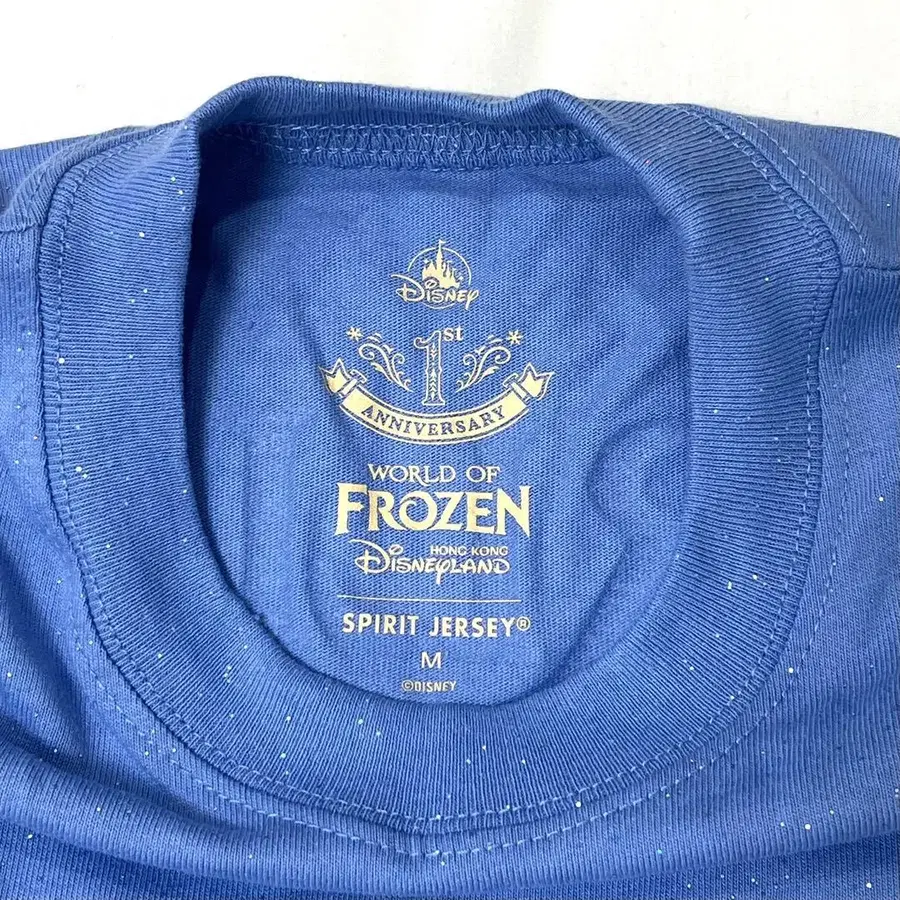 Disney
1st
ANNIVERSARY
WORLD OF
FROZEN
HONG KONG
Disneyland
SPIRIT JERSEY®
M
©DISNEY